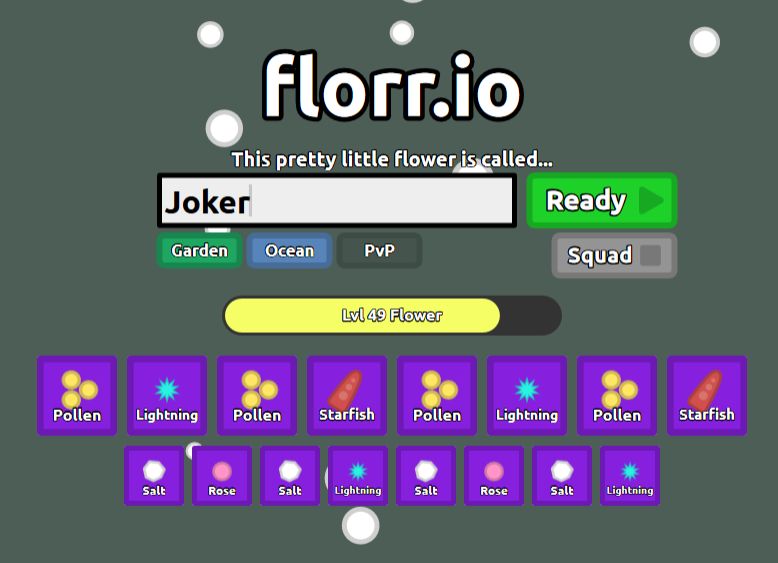 florr.io
This pretty little flower is called...
Joker
Ready
Garden Ocean PvP
Squad
Lvl 49 Flower
Pollen Lightning Pollen Starfish Pollen Lightning Pollen Starfish
Salt Rose Salt Lightning Salt Rose Salt Lightning